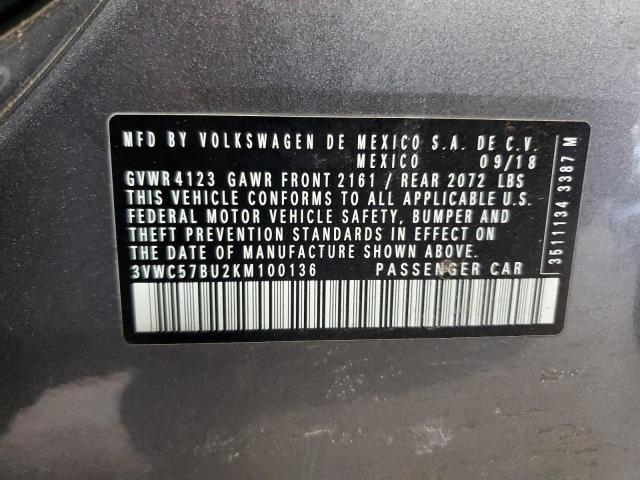 MFD BY VOLKSWAGEN DE MEXICO S.A. DE C.V.
MEXICO 09/18
GVWR 4123 GAWR FRONT 2161 / REAR 2072 LBS
THIS VEHICLE CONFORMS TO ALL APPLICABLE U.S.
FEDERAL MOTOR VEHICLE SAFETY, BUMPER AND
THEFT PREVENTION STANDARDS IN EFFECT ON
THE DATE OF MANUFACTURE SHOWN ABOVE.
3VWC57BU2KM100136 PASSENGER CAR
3511134 3387 M